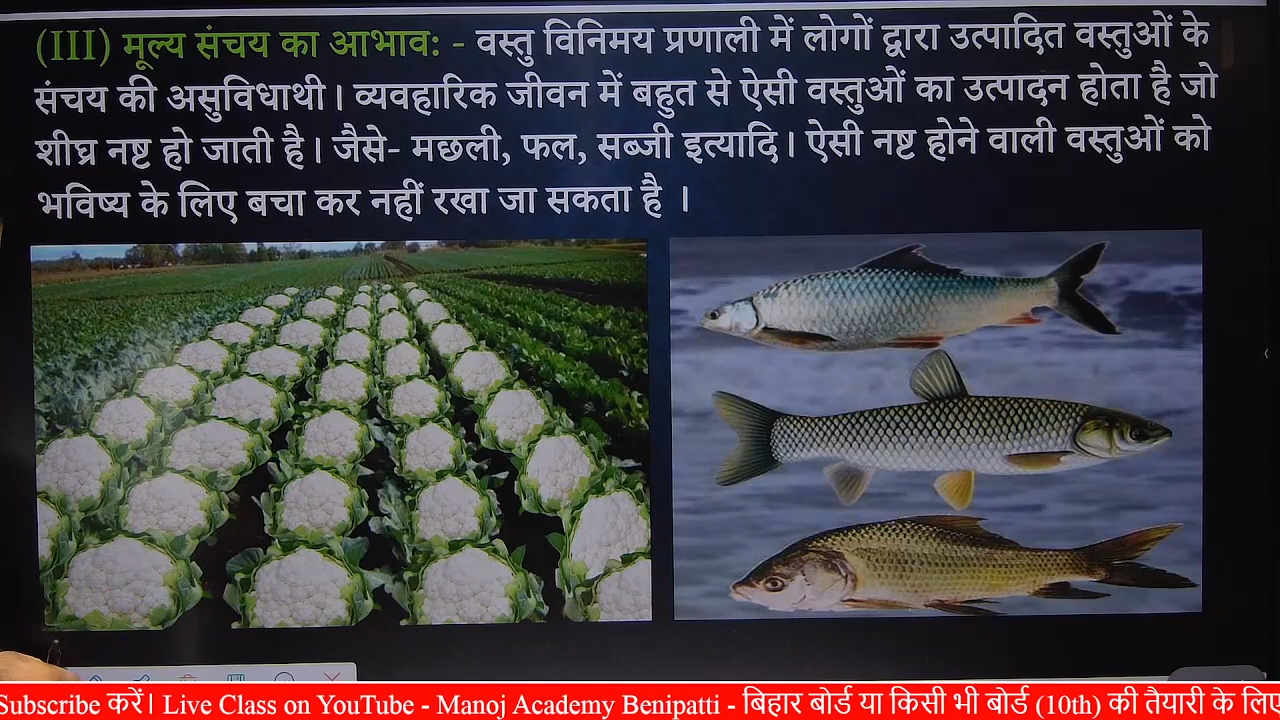 (III) मूल्य संचय का आभाव: - वस्तु विनिमय प्रणाली में लोगों द्वारा उत्पादित वस्तुओं के
संचय की असुविधाथी । व्यवहारिक जीवन में बहुत से ऐसी वस्तुओं का उत्पादन होता है जो
शीघ्र नष्ट हो जाती है । जैसे- मछली, फल, सब्जी इत्यादि । ऐसी नष्ट होने वाली वस्तुओं को
भविष्य के लिए बचा कर नहीं रखा जा सकता है ।
Subscribe करें। Live Class on YouTube - Manoj Academy Benipatti - बिहार बोर्ड या किसी भी बोर्ड (10th) की तैयारी के लिए